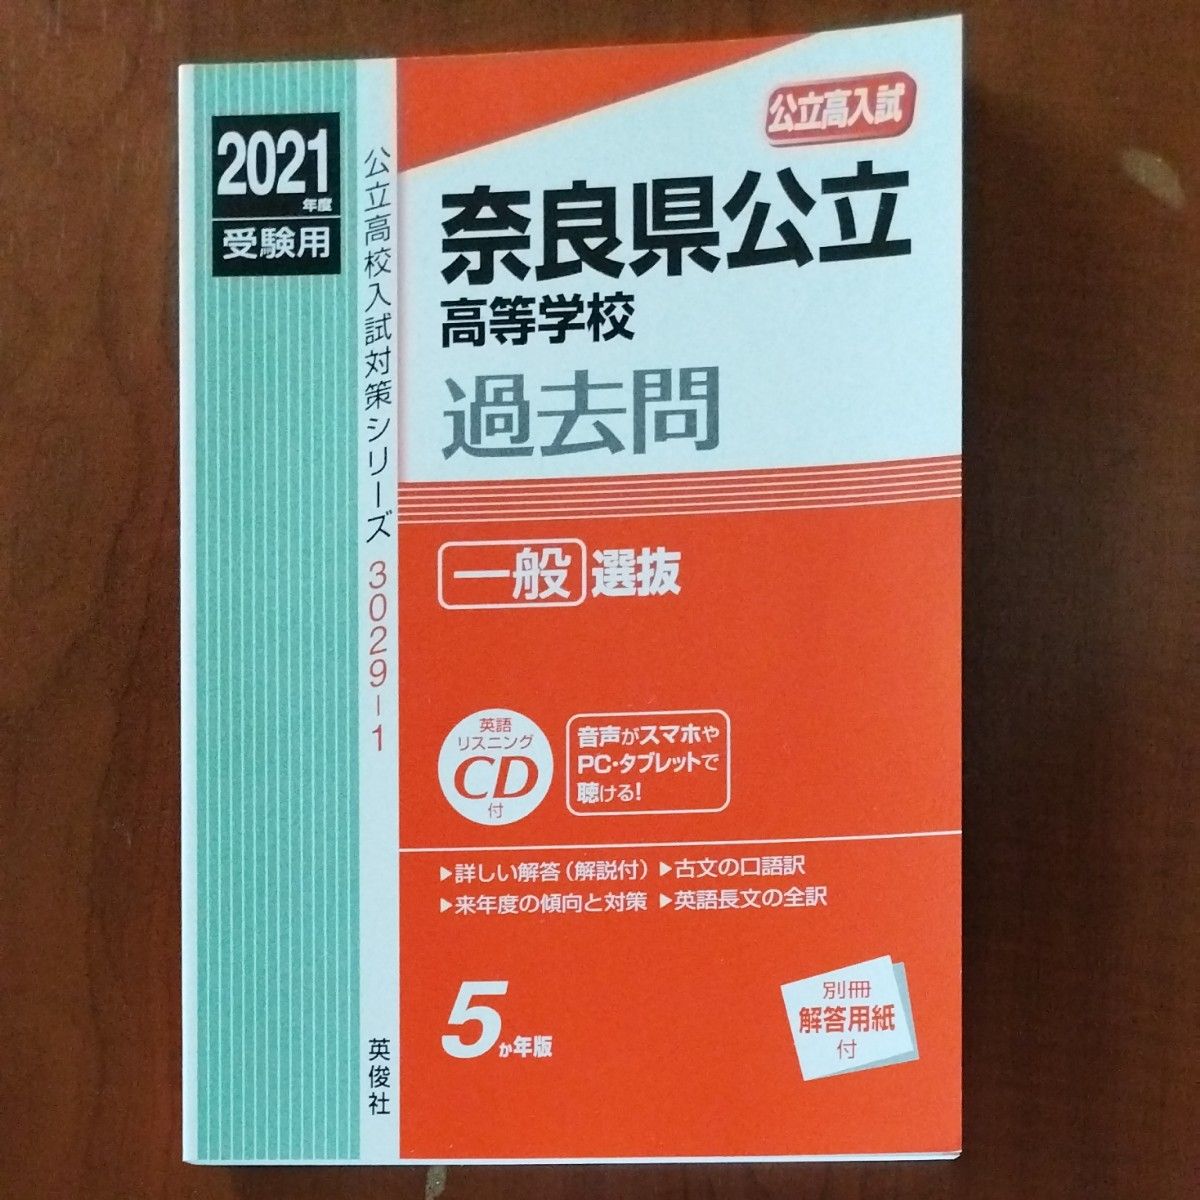 2021
年度
受験用
公立高校入試対策シリーズ 3029-1
英俊社
公立高入試
奈良県公立
高等学校
過去問
一般 選抜
英語
リスニング
CD
付
音声がスマホや
PC・タブレットで
聴ける!
▶詳しい解答(解説付) ▶古文の口語訳
▶来年度の傾向と対策 ▶英語長文の全訳
5か年版
別冊
解答用紙
付